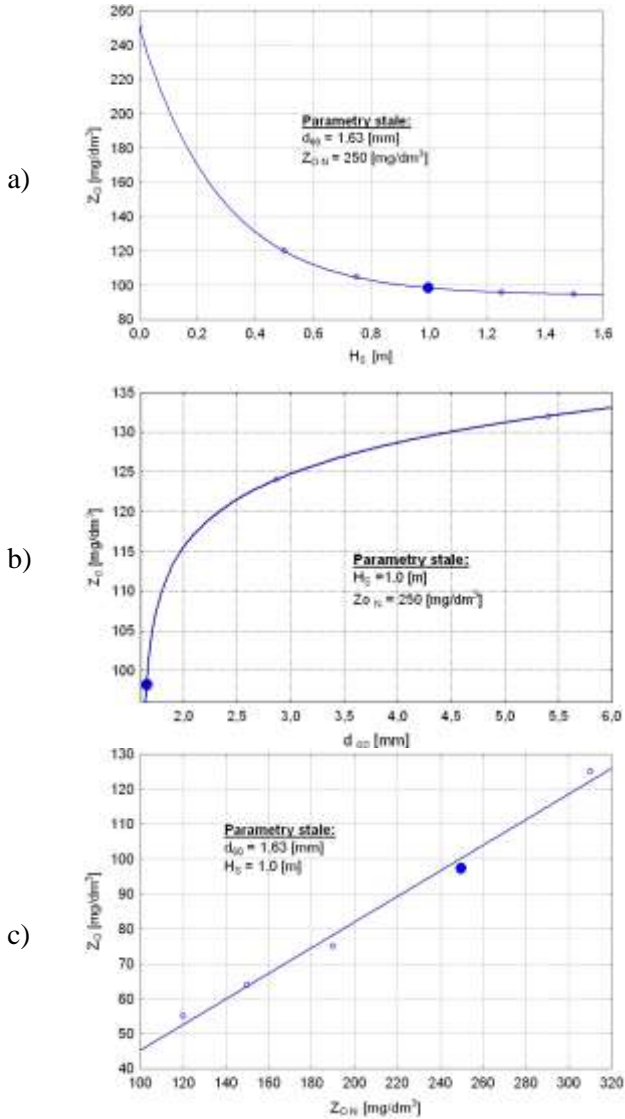 a)
Z_O [mg/dm³]
260
240
220
200
180
160
140
120
100
80
Parametry stałe:
d₆₀ = 1,63 [mm]
Z_O N = 250 [mg/dm³]
0,0 0,2 0,4 0,6 0,8 1,0 1,2 1,4 1,6
H_S [m]
b)
Z_O [mg/dm³]
135
130
125
120
115
110
105
100
Parametry stałe:
H_S =1.0 [m]
Zo N = 250 [mg/dm³]
2,0 2,5 3,0 3,5 4,0 4,5 5,0 5,5 6,0
d ₆₀ [mm]
c)
Z_O [mg/dm³]
130
120
110
100
90
80
70
60
50
40
Parametry stałe:
d₆₀ = 1,63 [mm]
H_S = 1.0 [m]
100 120 140 160 180 200 220 240 260 280 300 320
Z_O N [mg/dm³]